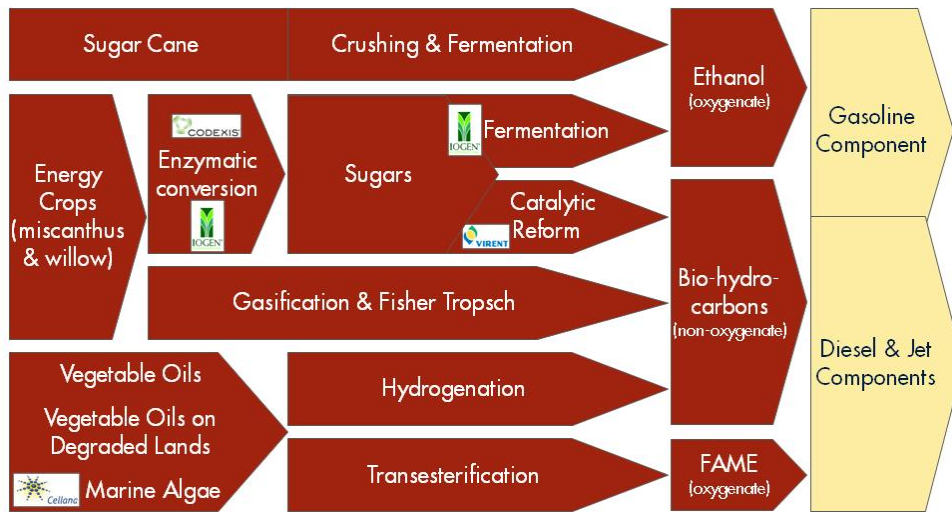 Sugar Cane
Crushing & Fermentation
Ethanol
(oxygenate)
Gasoline
Component
Energy
Crops
(miscanthus
& willow)
CODEXIS
Enzymatic
conversion
IOGEN
Sugars
IOGEN
Fermentation
Catalytic
Reform
VIRENT
Gasification & Fisher Tropsch
Bio-hydro-
carbons
(non-oxygenate)
Diesel & Jet
Components
Vegetable Oils
Vegetable Oils on
Degraded Lands
Cellana
Marine Algae
Hydrogenation
Transesterification
FAME
(oxygenate)